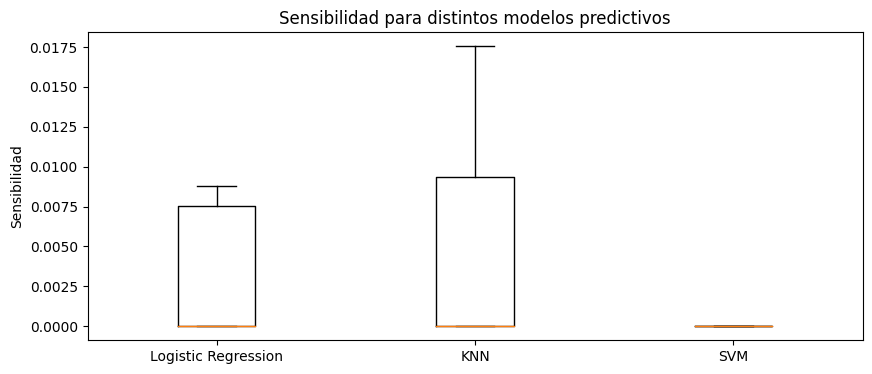 Sensibilidad para distintos modelos predictivos
Sensibilidad
0.0175
0.0150
0.0125
0.0100
0.0075
0.0050
0.0025
0.0000
Logistic Regression
KNN
SVM